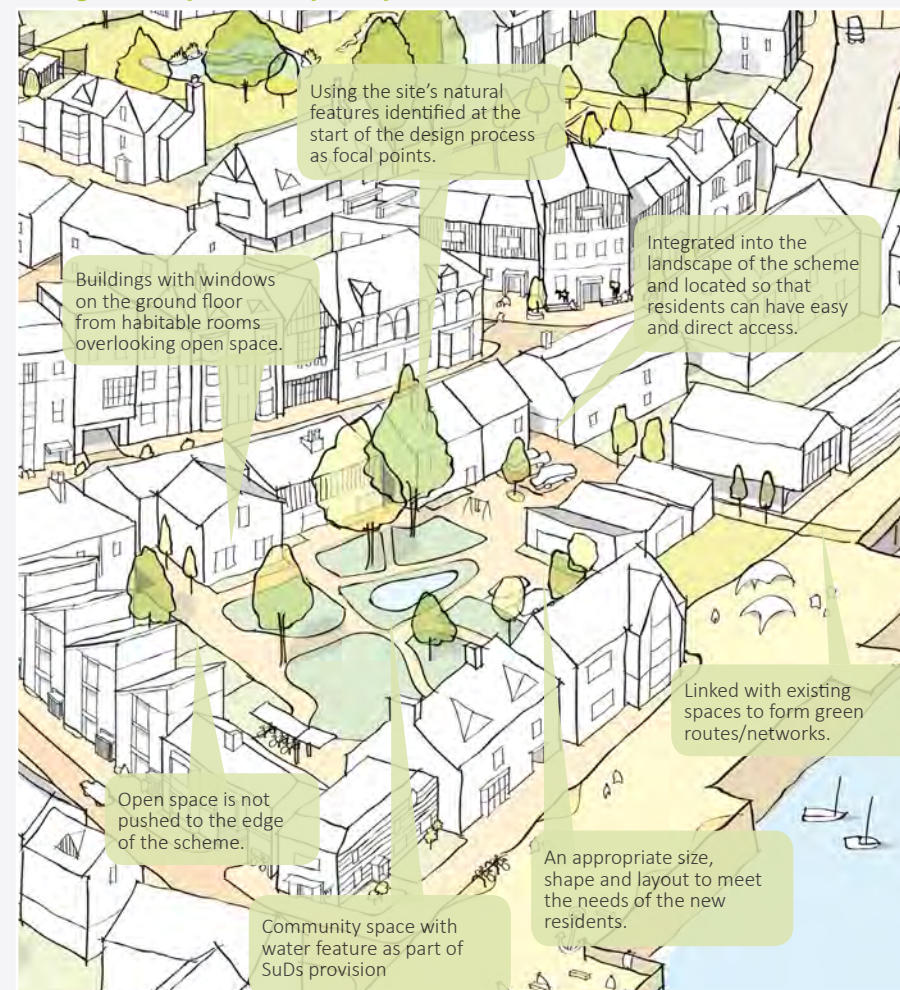 Using the site's natural
features identified at the
start of the design process
as focal points.
Integrated into the
landscape of the scheme
and located so that
residents can have easy
and direct access.
Buildings with windows
on the ground floor
from habitable rooms
overlooking open space.
Linked with existing
spaces to form green
routes/networks.
Open space is not
pushed to the edge
of the scheme.
An appropriate size,
shape and layout to meet
the needs of the new
residents.
Community space with
water feature as part of
SuDs provision